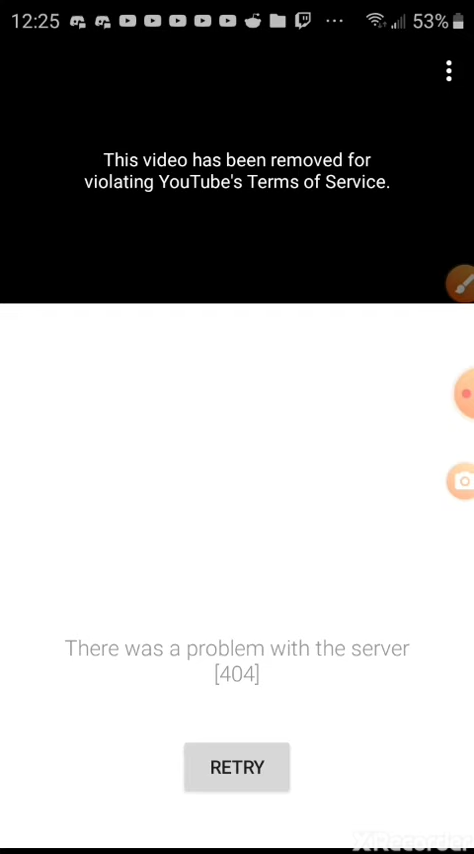 12:25 53%
This video has been removed for
violating YouTube's Terms of Service.
There was a problem with the server
[404]
RETRY
XRecorder